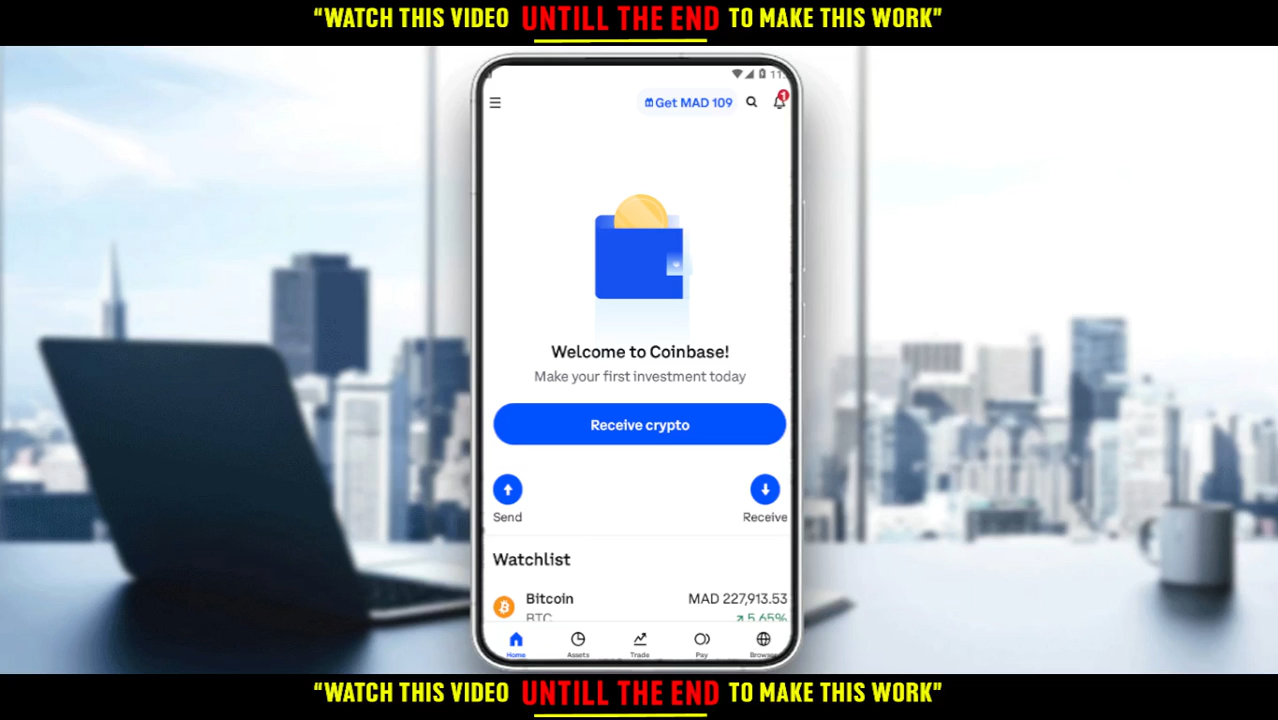 “WATCH THIS VIDEO UNTILL THE END TO MAKE THIS WORK”
Get MAD 109
1
Welcome to Coinbase!
Make your first investment today
Receive crypto
Send Receive
Watchlist
Bitcoin MAD 227,913.53
BTC 5.65%
Home Assets Trade Pay
“WATCH THIS VIDEO UNTILL THE END TO MAKE THIS WORK”